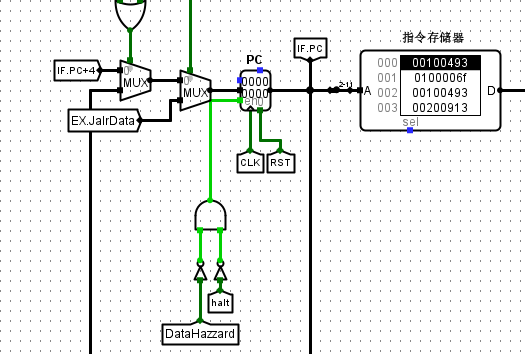 指令存储器
PC
IF.PC
IF.PC+4
MUX
MUX
0000
0000
en0
000 00100493
001 0100006f
002 00100493
003 00200913
A
D
sel
EX.JalrData
CLK
RST
halt
DataHazzard